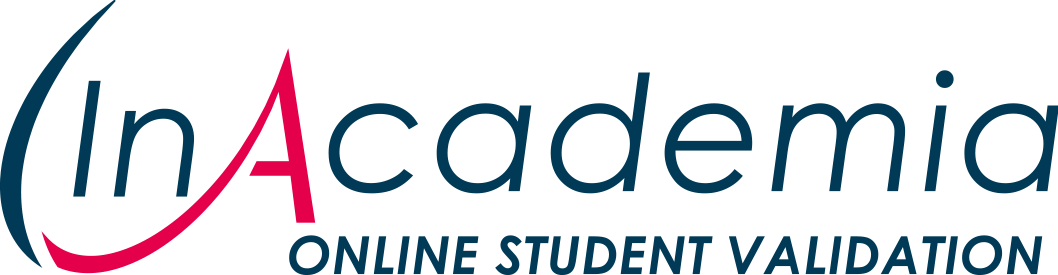 InAcademia
ONLINE STUDENT VALIDATION